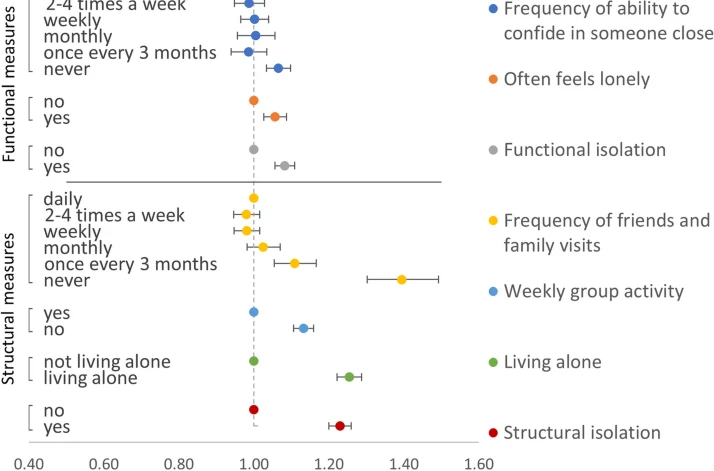 Functional measures
2-4 times a week
weekly
monthly
once every 3 months
never
no
yes
no
yes
Structural measures
daily
2-4 times a week
weekly
monthly
once every 3 months
never
yes
no
not living alone
living alone
no
yes
0.40 0.60 0.80 1.00 1.20 1.40 1.60
Frequency of ability to
confide in someone close
Often feels lonely
Functional isolation
Frequency of friends and
family visits
Weekly group activity
Living alone
Structural isolation